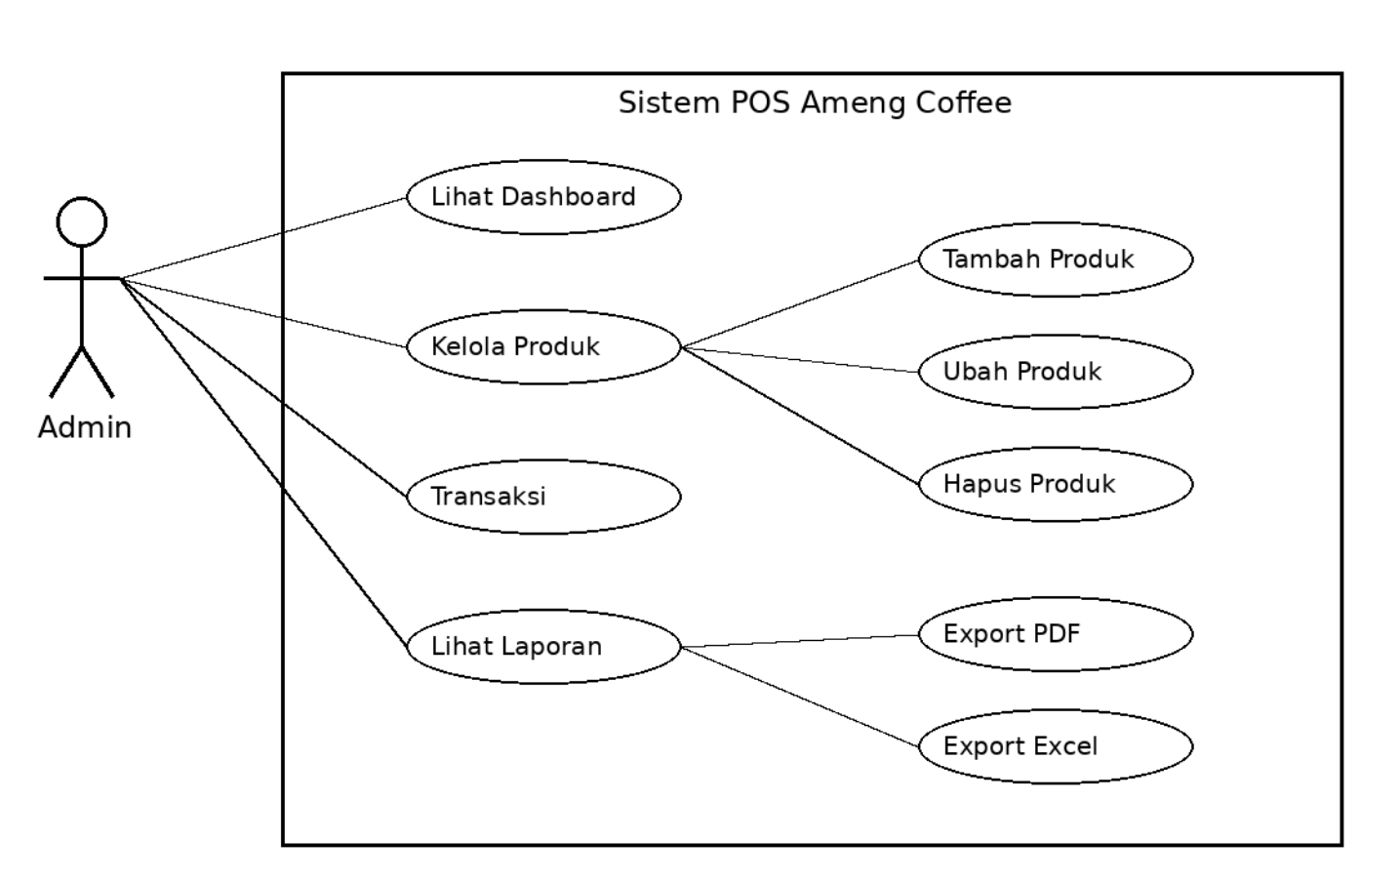 Sistem POS Ameng Coffee
Lihat Dashboard
Kelola Produk
Transaksi
Lihat Laporan
Tambah Produk
Ubah Produk
Hapus Produk
Export PDF
Export Excel
Admin